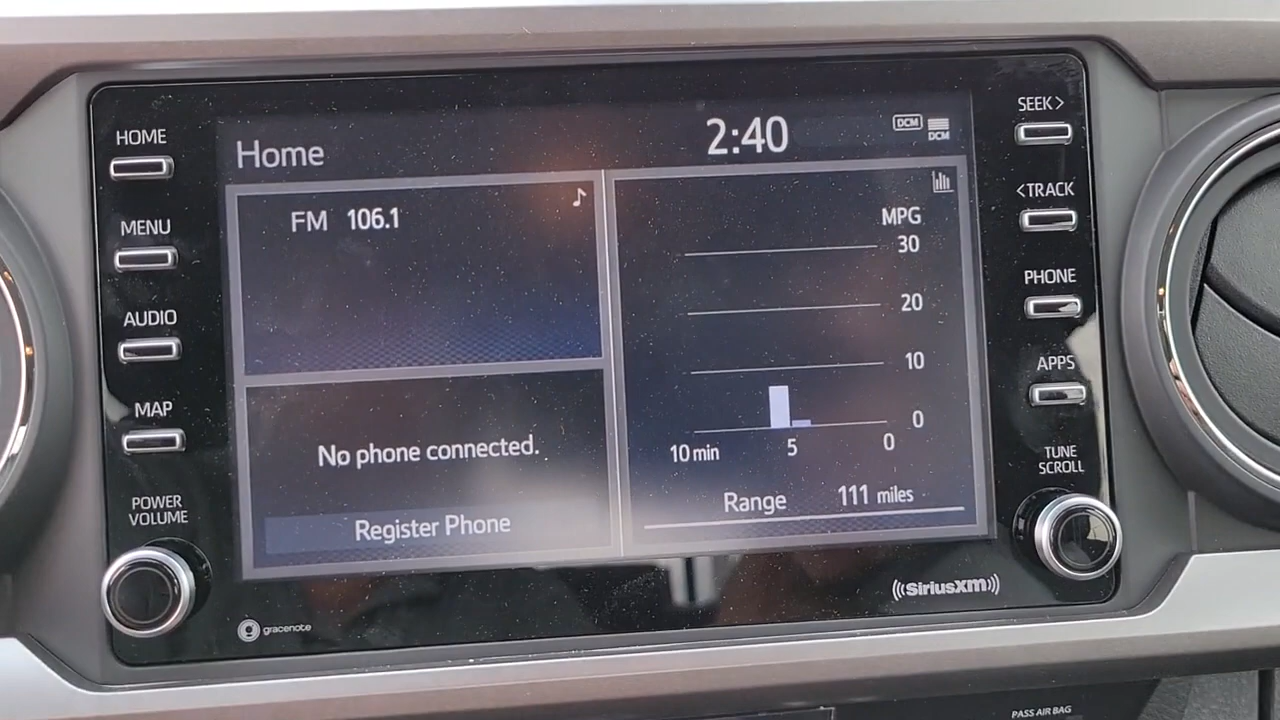 HOME
MENU
AUDIO
MAP
POWER
VOLUME
Home
2:40
DCM
DCM
FM 106.1
No phone connected.
Register Phone
MPG
30
20
10
0
10 min 5 0
Range 111 miles
SEEK>
<TRACK
PHONE
APPS
TUNE
SCROLL
gracenote
((SiriusXM))
PASS AIR BAG